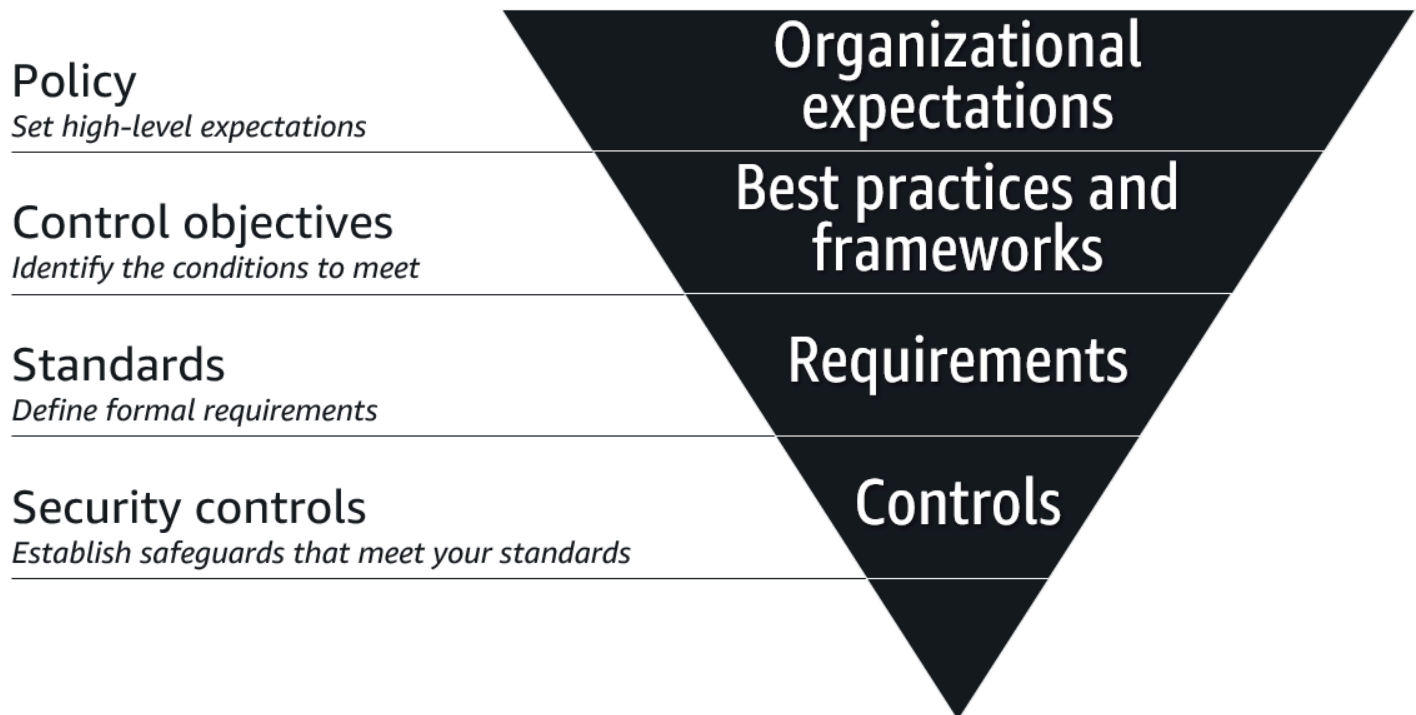 Policy
Set high-level expectations
Organizational
expectations
Control objectives
Identify the conditions to meet
Best practices and
frameworks
Standards
Define formal requirements
Requirements
Security controls
Establish safeguards that meet your standards
Controls